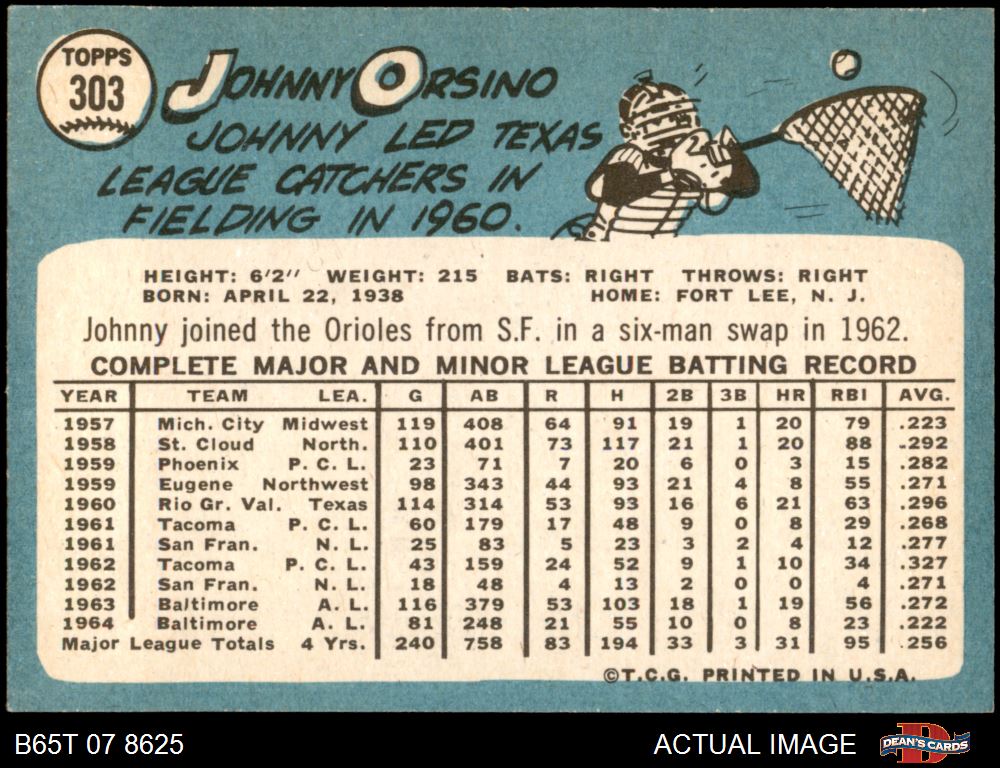 TOPPS
303
JOHNNY ORSINO
JOHNNY LED TEXAS
LEAGUE CATCHERS IN
FIELDING IN 1960.
HEIGHT: 6'2" WEIGHT: 215 BATS: RIGHT THROWS: RIGHT
BORN: APRIL 22, 1938 HOME: FORT LEE, N. J.
Johnny joined the Orioles from S.F. in a six-man swap in 1962.
COMPLETE MAJOR AND MINOR LEAGUE BATTING RECORD
YEAR TEAM LEA. G AB R H 2B 3B HR RBI AVG.
1957 Mich. City Midwest 119 408 64 91 19 1 20 79 .223
1958 St. Cloud North. 110 401 73 117 21 1 20 88 .292
1959 Phoenix P. C. L. 23 71 7 20 6 0 3 15 .282
1959 Eugene Northwest 98 343 44 93 21 4 8 55 .271
1960 Rio Gr. Val. Texas 114 314 53 93 16 6 21 63 .296
1961 Tacoma P. C. L. 60 179 17 48 9 0 8 29 .268
1961 San Fran. N. L. 25 83 5 23 3 2 4 12 .277
1962 Tacoma P. C. L. 43 159 24 52 9 1 10 34 .327
1962 San Fran. N. L. 18 48 4 13 2 0 0 4 .271
1963 Baltimore A. L. 116 379 53 103 18 1 19 56 .272
1964 Baltimore A. L. 81 248 21 55 10 0 8 23 .222
Major League Totals 4 Yrs. 240 758 83 194 33 3 31 95 .256
©T.C.G. PRINTED IN U.S.A.
B65T 07 8625 ACTUAL IMAGE D DEAN'S CARDS